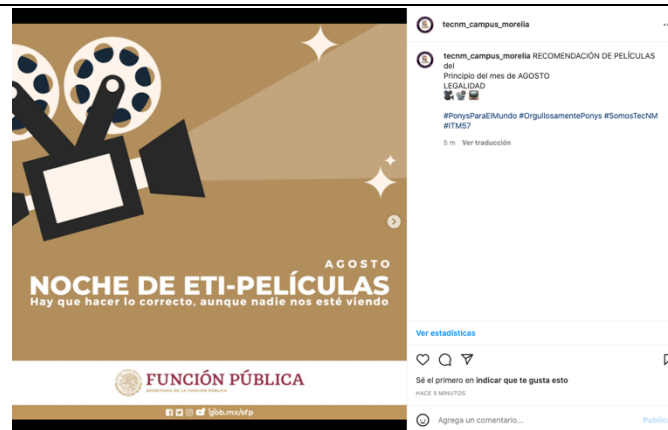 AGOSTO
NOCHE DE ETI-PELÍCULAS
Hay que hacer lo correcto, aunque nadie nos esté viendo
FUNCIÓN PÚBLICA
SECRETARÍA DE LA FUNCIÓN PÚBLICA
gob.mx/sfp
tecnm_campus_morelia
tecnm_campus_morelia RECOMENDACIÓN DE PELÍCULAS
del
Principio del mes de AGOSTO
LEGALIDAD
#PonysParaElMundo #OrgullosamentePonys #SomosTecNM
#ITM57
5 m Ver traducción
Ver estadísticas
Sé el primero en indicar que te gusta esto
HACE 5 MINUTOS
Agrega un comentario...
Publica